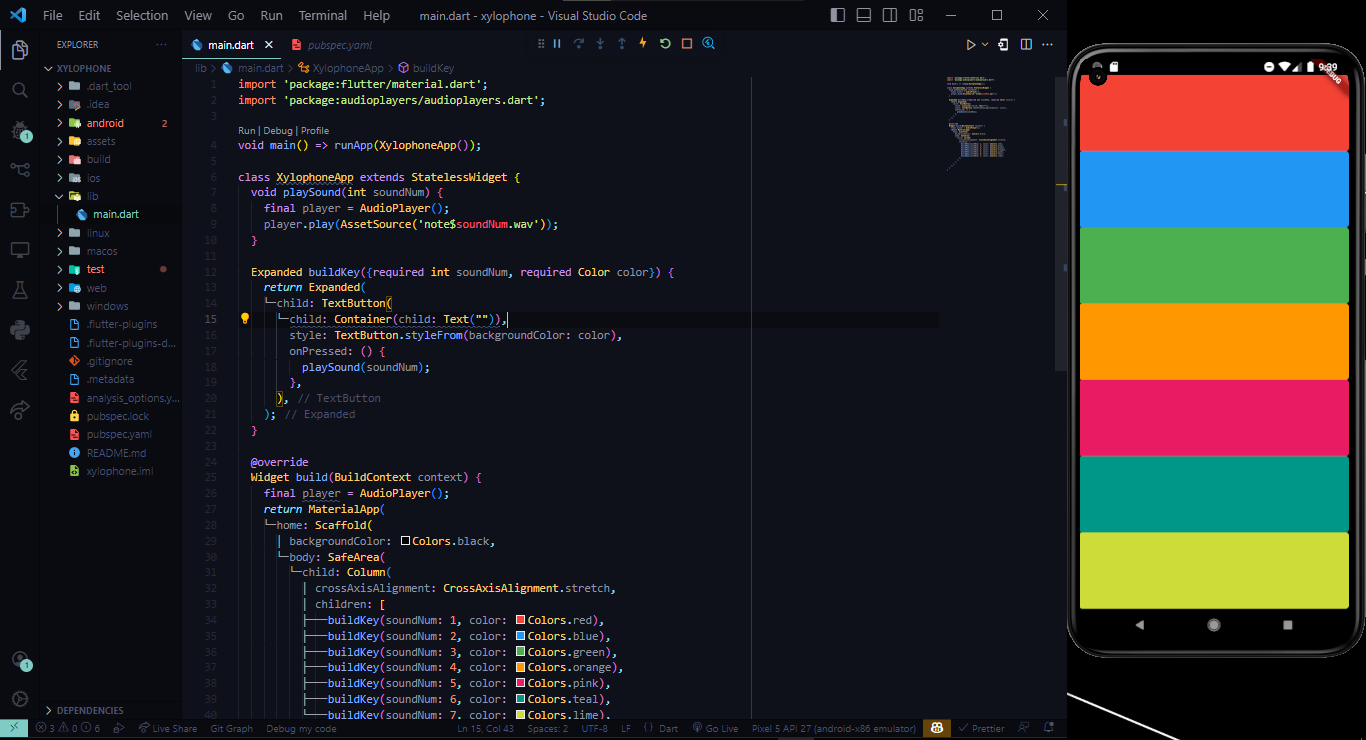 File Edit Selection View Go Run Terminal Help main.dart - xylophone - Visual Studio Code
EXPLORER
XYLOPHONE
.dart_tool
.idea
android 2
assets
build
ios
lib
main.dart
linux
macos
test
web
windows
.flutter-plugins
.flutter-plugins-d...
.gitignore
.metadata
analysis_options.y...
pubspec.lock
pubspec.yaml
README.md
xylophone.iml
DEPENDENCIES
1
1
main.dart pubspec.yaml
lib > main.dart > XylophoneApp > buildKey
1 import 'package:flutter/material.dart';
2 import 'package:audioplayers/audioplayers.dart';
3
Run | Debug | Profile
4 void main() => runApp(XylophoneApp());
5
6 class XylophoneApp extends StatelessWidget {
7 void playSound(int soundNum) {
8 final player = AudioPlayer();
9 player.play(AssetSource('note$soundNum.wav'));
10 }
11
12 Expanded buildKey({required int soundNum, required Color color}) {
13 return Expanded(
14 child: TextButton(
15 child: Container(child: Text("")),
16 style: TextButton.styleFrom(backgroundColor: color),
17 onPressed: () {
18 playSound(soundNum);
19 },
20 ), // TextButton
21 ); // Expanded
22 }
23
24 @override
25 Widget build(BuildContext context) {
26 final player = AudioPlayer();
27 return MaterialApp(
28 home: Scaffold(
29 backgroundColor: Colors.black,
30 body: SafeArea(
31 child: Column(
32 crossAxisAlignment: CrossAxisAlignment.stretch,
33 children: [
34 buildKey(soundNum: 1, color: Colors.red),
35 buildKey(soundNum: 2, color: Colors.blue),
36 buildKey(soundNum: 3, color: Colors.green),
37 buildKey(soundNum: 4, color: Colors.orange),
38 buildKey(soundNum: 5, color: Colors.pink),
39 buildKey(soundNum: 6, color: Colors.teal),
40 buildKey(soundNum: 7, color: Colors.lime),
3 0 6 Live Share Git Graph Debug my code Ln 15, Col 43 Spaces: 2 UTF-8 LF Dart Go Live Pixel 5 API 27 (android-x86 emulator) Prettier
9:39
DEBUG